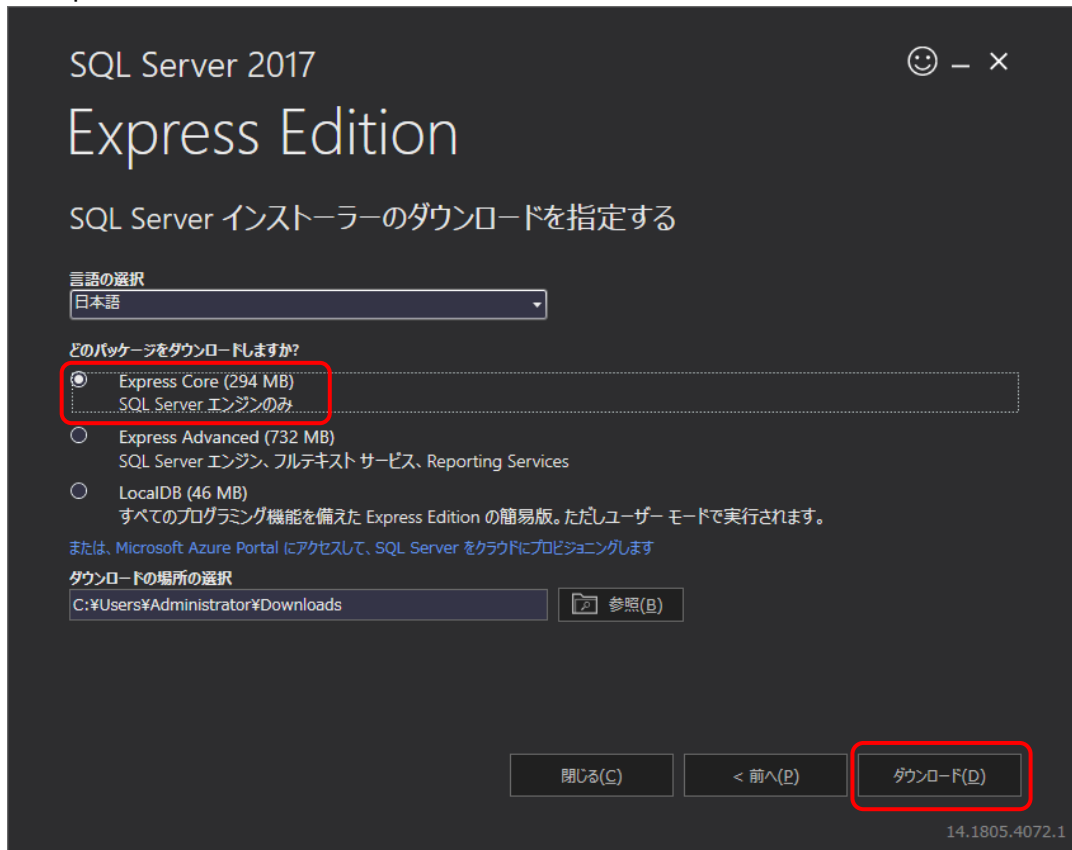 SQL Server 2017
Express Edition
SQL Server インストーラーのダウンロードを指定する
言語の選択
日本語
どのパッケージをダウンロードしますか?
Express Core (294 MB)
SQL Server エンジンのみ
Express Advanced (732 MB)
SQL Server エンジン、フルテキスト サービス、Reporting Services
LocalDB (46 MB)
すべてのプログラミング機能を備えた Express Edition の簡易版。ただしユーザー モードで実行されます。
または、Microsoft Azure Portal にアクセスして、SQL Server をクラウドにプロビジョニングします
ダウンロードの場所の選択
C:¥Users¥Administrator¥Downloads
参照(B)
閉じる(C)
< 前へ(P)
ダウンロード(D)
14.1805.4072.1